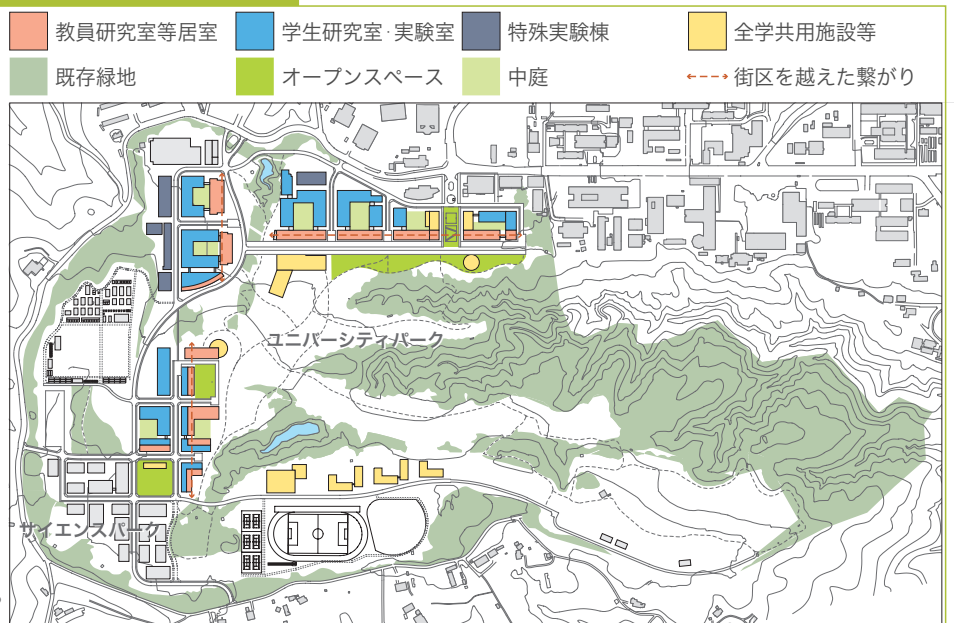 教員研究室等居室 学生研究室・実験室 特殊実験棟 全学共用施設等
既存緑地 オープンスペース 中庭 街区を越えた繋がり
ユニバーシティパーク
サイエンスパーク